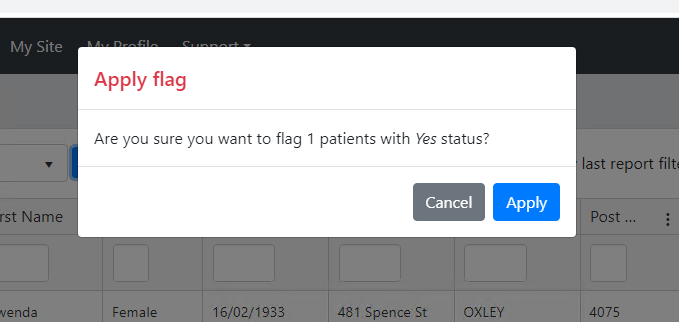 My Site My Profile Support
Apply flag
Are you sure you want to flag 1 patients with Yes status?
last report filte
Cancel Apply
rst Name Post ...
wenda Female 16/02/1933 481 Spence St OXLEY 4075